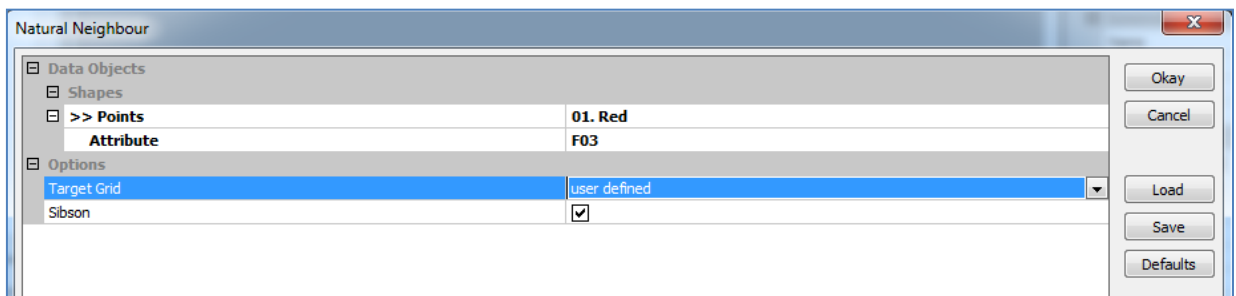 Natural Neighbour
Data Objects
Shapes
>> Points 01. Red
Attribute F03
Options
Target Grid user defined
Sibson
Okay
Cancel
Load
Save
Defaults